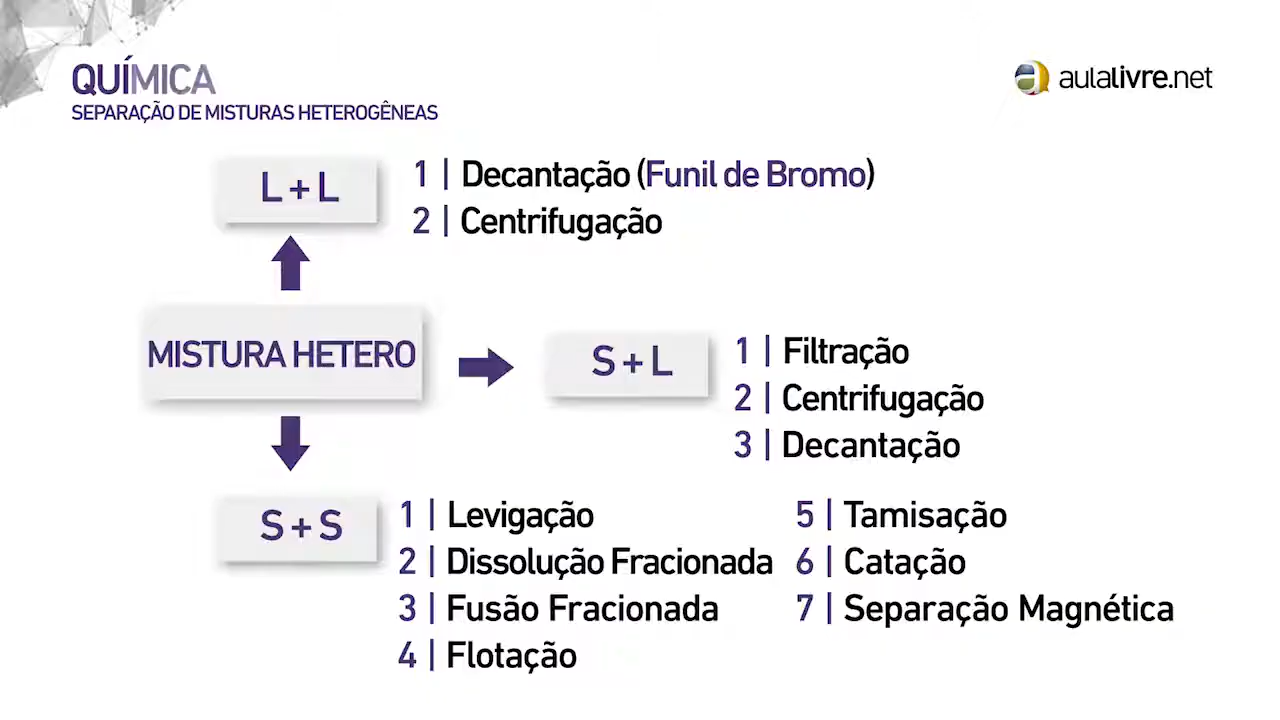 QUÍMICA
SEPARAÇÃO DE MISTURAS HETEROGÊNEAS
aulalivre.net
L + L
1 | Decantação (Funil de Bromo)
2 | Centrifugação
MISTURA HETERO
S + L
1 | Filtração
2 | Centrifugação
3 | Decantação
S + S
1 | Levigação
2 | Dissolução Fracionada
3 | Fusão Fracionada
4 | Flotação
5 | Tamisação
6 | Catação
7 | Separação Magnética